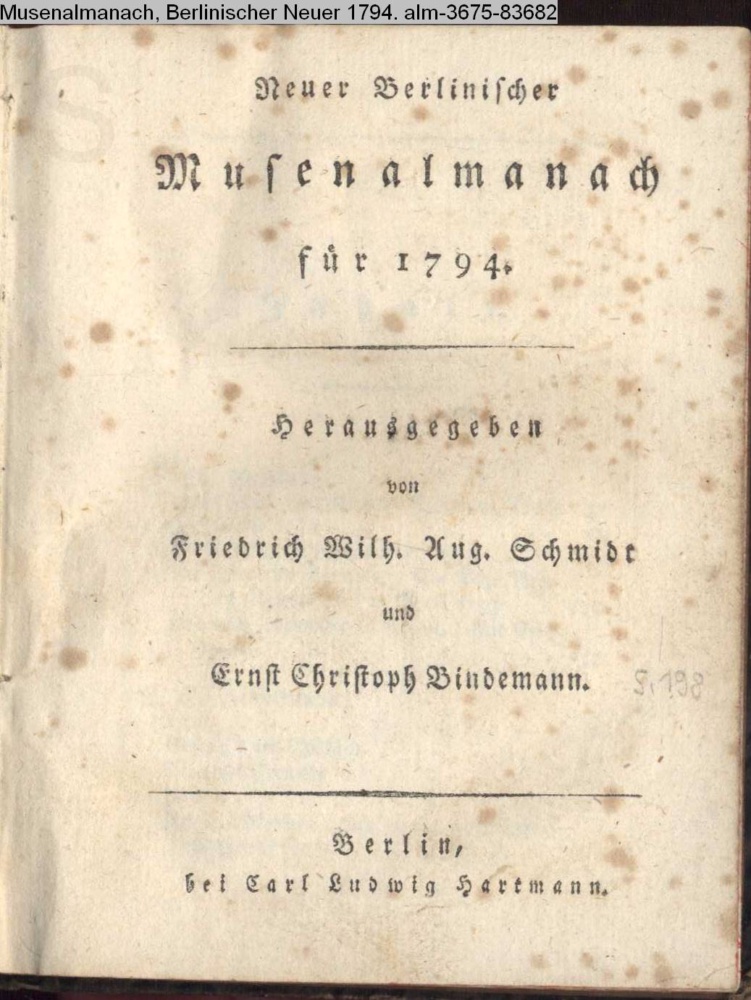 Musenalmanach, Berlinischer Neuer 1794. alm-3675-83682
Neuer Berlinischer
Musenalmanach
für 1794.
Herausgegeben
von
Friedrich Wilh. Aug. Schmidt
und
Ernst Christoph Bindemann.
S. 198
Berlin,
bei Carl Ludwig Hartmann.